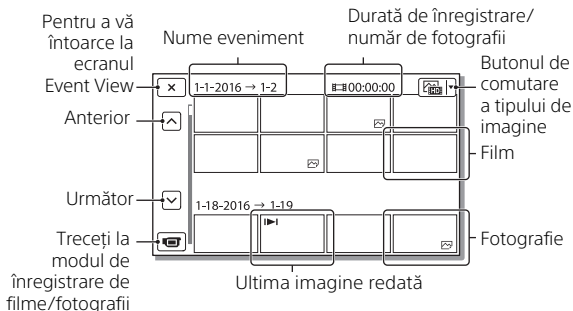 Pentru a vă
întoarce la
ecranul
Event View
Nume eveniment
Durată de înregistrare/
număr de fotografii
Butonul de
comutare
a tipului de
imagine
1-1-2016 → 1-2
00:00:00
HD
Anterior
Film
Următor
1-18-2016 → 1-19
Treceți la
modul de
înregistrare de
filme/fotografii
Fotografie
Ultima imagine redată